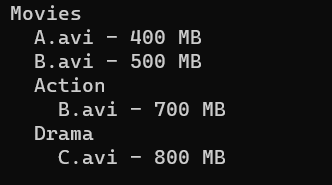 Movies
  A.avi - 400 MB
  B.avi - 500 MB
  Action
    B.avi - 700 MB
  Drama
    C.avi - 800 MB